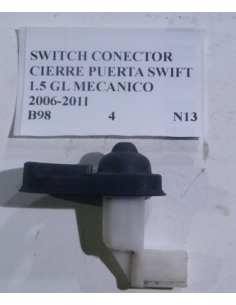 SWITCH CONECTOR
CIERRE PUERTA SWIFT
1.5 GL MECANICO
2006-2011
B98 4 N13